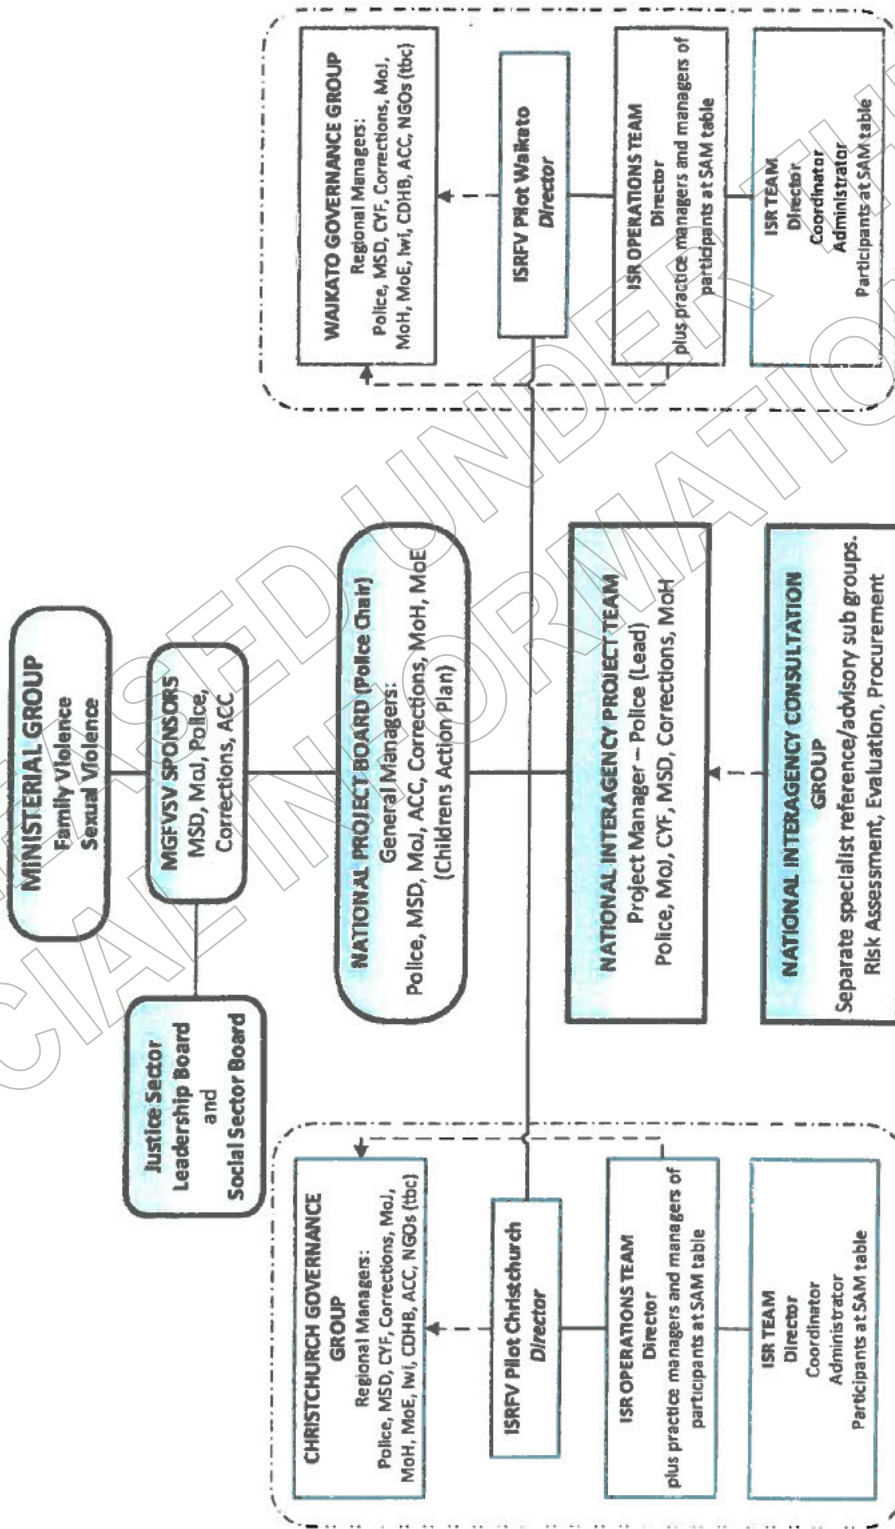 MINISTERIAL GROUP
Family Violence
Sexual Violence
Justice Sector
Leadership Board
and
Social Sector Board
MGFVSV SPONSORS
MSD, MoJ, Police,
Corrections, ACC
NATIONAL PROJECT BOARD (Police Chair)
General Managers:
Police, MSD, MoJ, ACC, Corrections, MoH, MoE
(Childrens Action Plan)
CHRISTCHURCH GOVERNANCE
GROUP
Regional Managers:
Police, MSD, CYF, Corrections, MoJ,
MoH, MoE, Iwi, CDHB, ACC, NGOs (tbc)
ISRFV Pilot Christchurch
Director
ISR OPERATIONS TEAM
Director
plus practice managers and managers of
participants at SAM table
ISR TEAM
Director
Coordinator
Administrator
Participants at SAM table
NATIONAL INTERAGENCY PROJECT TEAM
Project Manager – Police (Lead)
Police, MoJ, CYF, MSD, Corrections, MoH
NATIONAL INTERAGENCY CONSULTATION
GROUP
Separate specialist reference/advisory sub groups.
Risk Assessment, Evaluation, Procurement
WAIKATO GOVERNANCE GROUP
Regional Managers:
Police, MSD, CYF, Corrections, MoJ,
MoH, MoE, Iwi, CDHB, ACC, NGOs (tbc)
ISRFV Pilot Waikato
Director
ISR OPERATIONS TEAM
Director
plus practice managers and managers of
participants at SAM table
ISR TEAM
Director
Coordinator
Administrator
Participants at SAM table
UNDER
INFORMATION